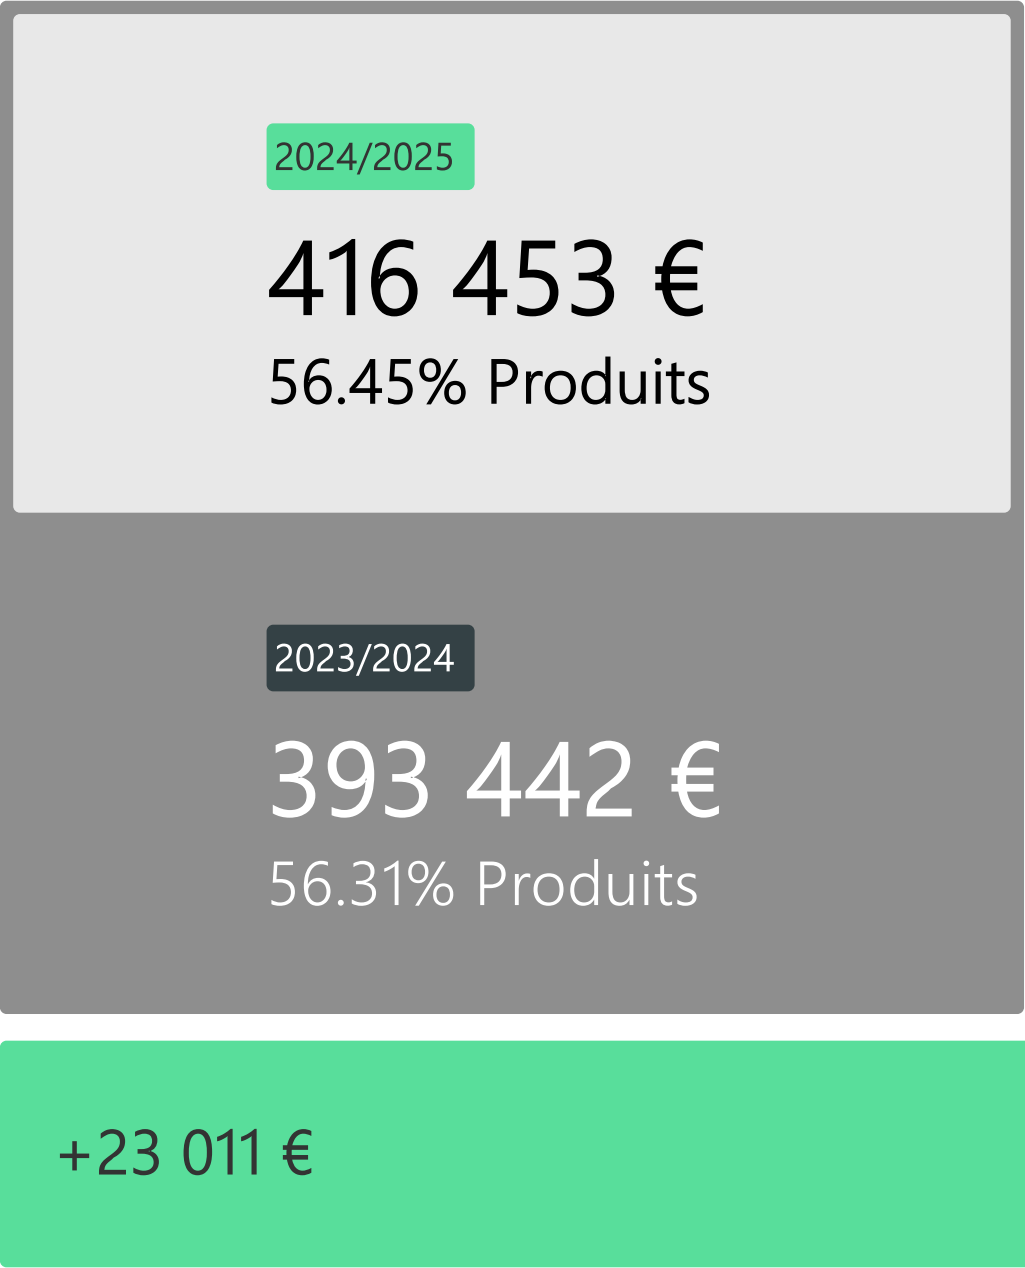 2024/2025
416 453 €
56.45% Produits
2023/2024
393 442 €
56.31% Produits
+23 011 €